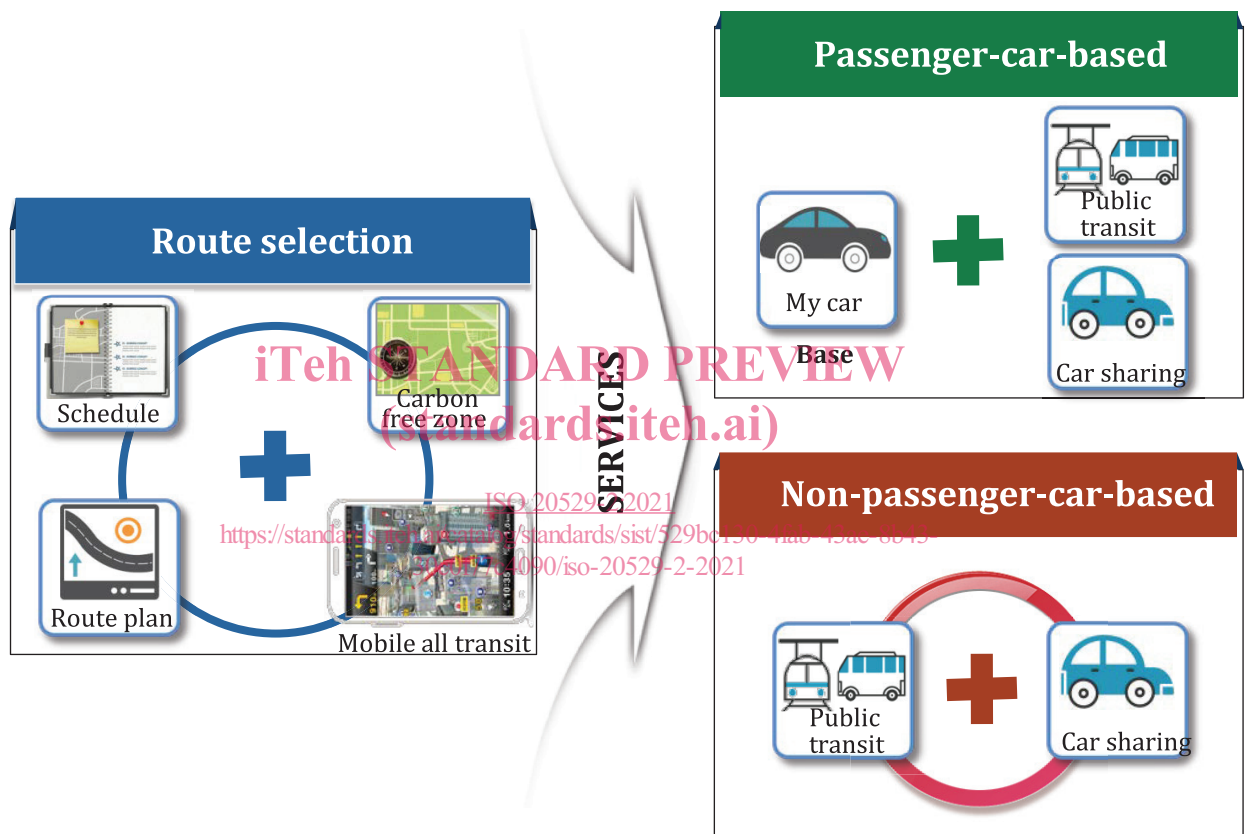 Passenger-car-based
Public
transit
My car
Base
Car sharing
Route selection
Schedule
Carbon
free zone
Route plan
Mobile all transit
SERVICES
Non-passenger-car-based
Public
transit
Car sharing
iTeh STANDARD PREVIEW
(standards.iteh.ai)
ISO 20529-2:2021